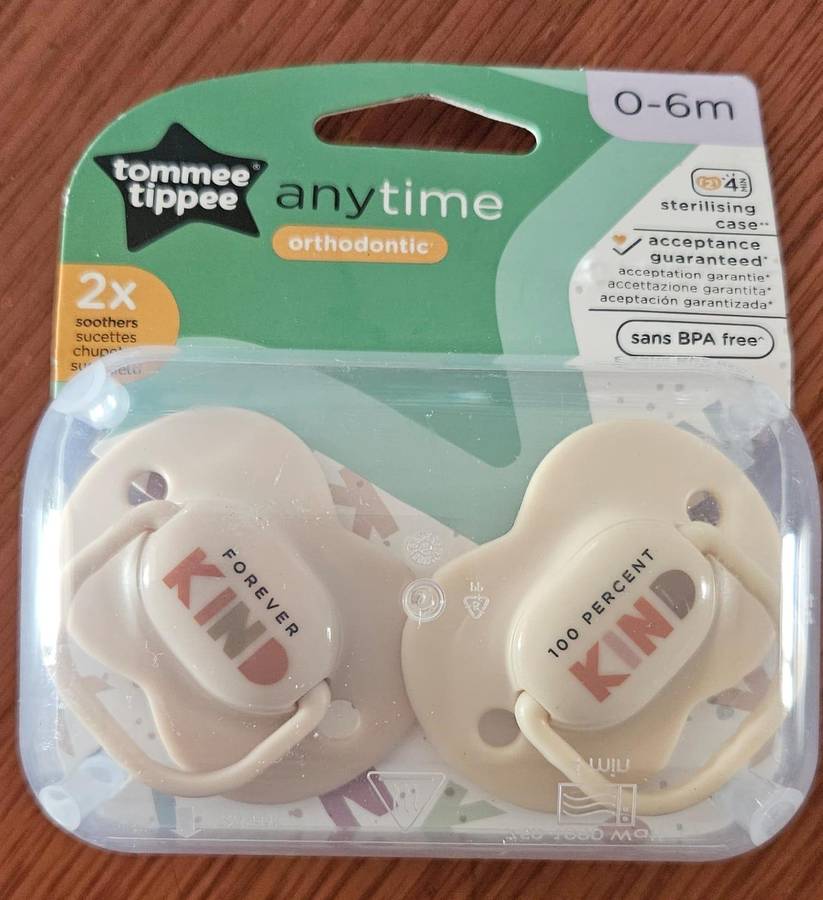 0-6m
tommee
tippee
anytime
orthodontic
4 MIN
sterilising
case**
acceptance
guaranteed*
acceptation garantie*
accettazione garantita*
aceptación garantizada*
sans BPA free^
2x
soothers
sucettes
FOREVER
KIND
100 PERCENT
KIND